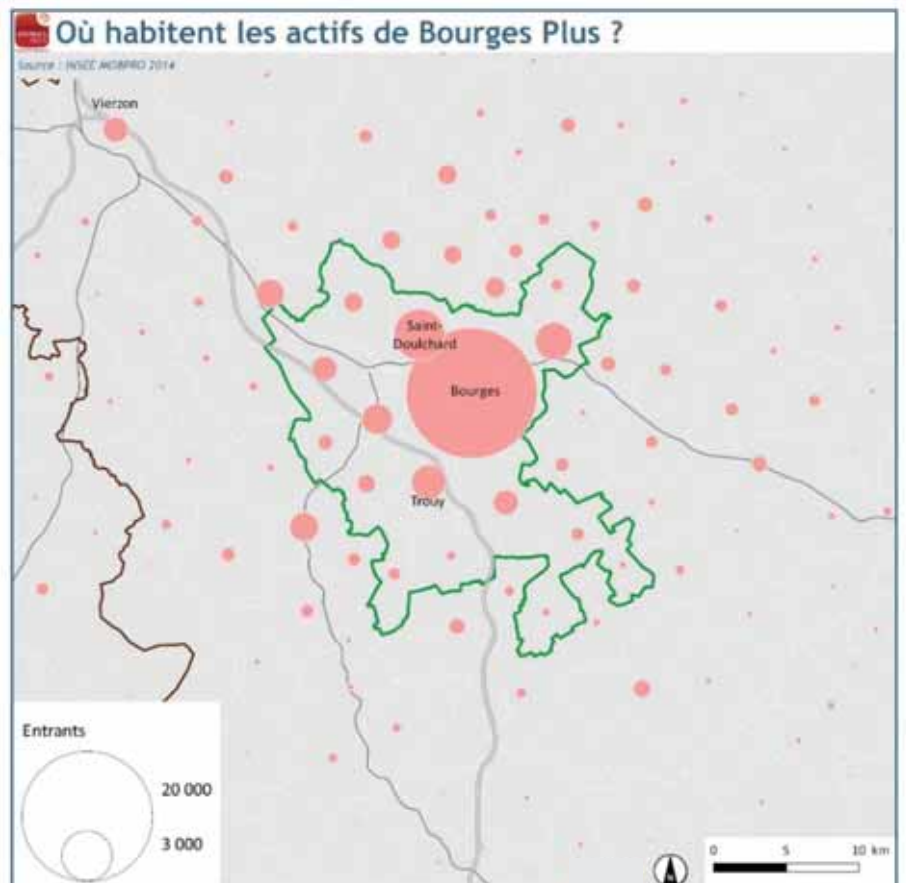 Où habitent les actifs de Bourges Plus ?
Source : INSEE MOBPRO 2014
Vierzon
Saint-
Doulchard
Bourges
Trouy
Entrants
20 000
3 000
0 5 10 km